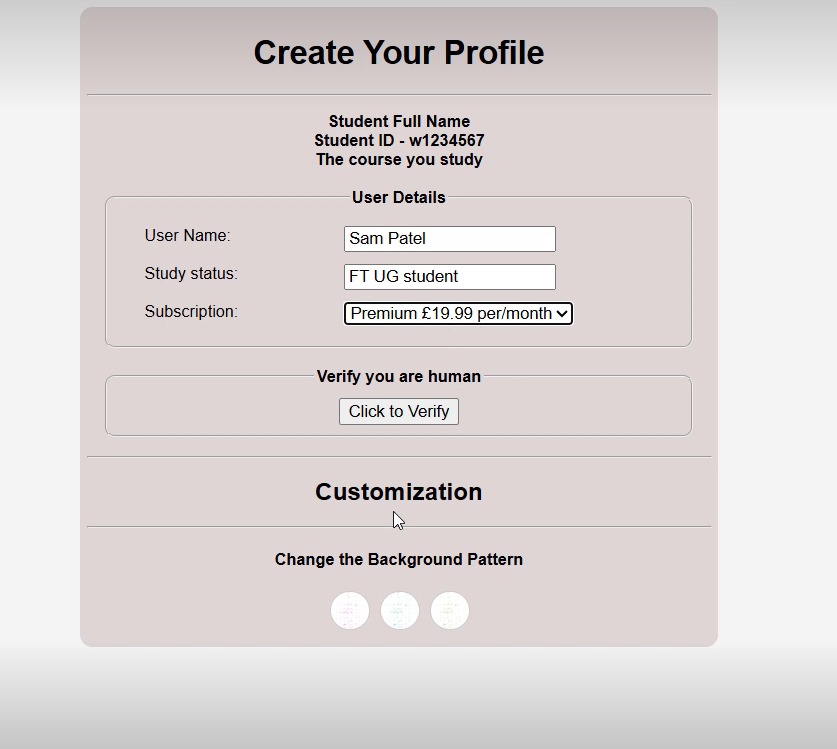 Create Your Profile
Student Full Name
Student ID - w1234567
The course you study
User Details
User Name: Sam Patel
Study status: FT UG student
Subscription: Premium £19.99 per/month
Verify you are human
Click to Verify
Customization
Change the Background Pattern